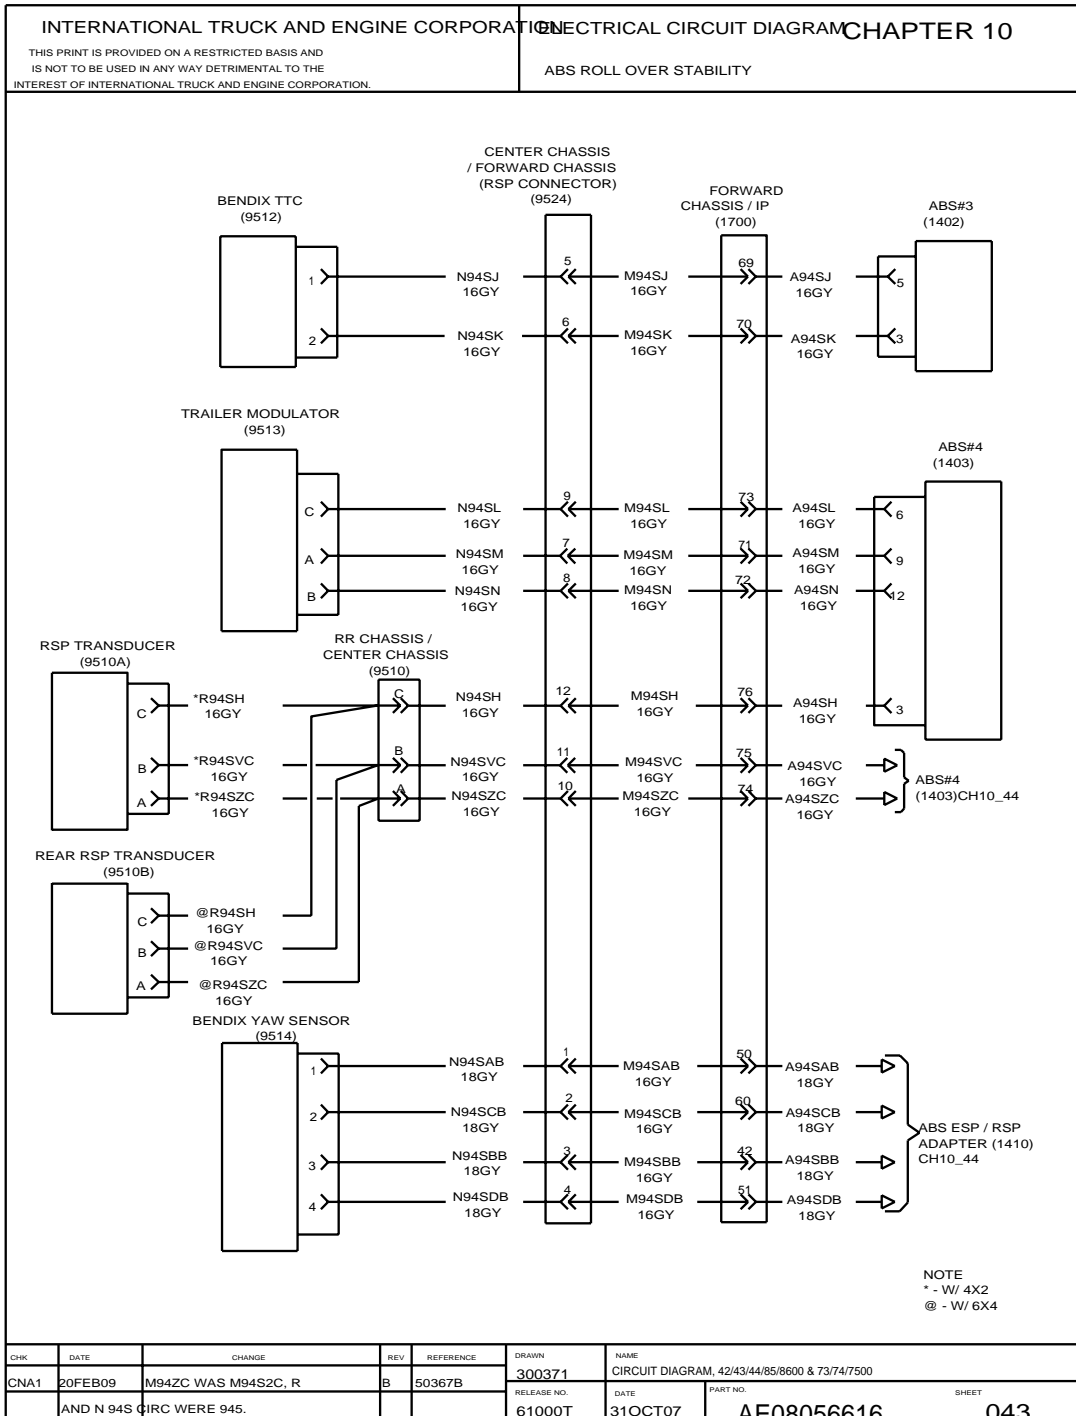 INTERNATIONAL TRUCK AND ENGINE CORPORATION
THIS PRINT IS PROVIDED ON A RESTRICTED BASIS AND
IS NOT TO BE USED IN ANY WAY DETRIMENTAL TO THE
INTEREST OF INTERNATIONAL TRUCK AND ENGINE CORPORATION.
ELECTRICAL CIRCUIT DIAGRAM
CHAPTER 10
ABS ROLL OVER STABILITY
CENTER CHASSIS
/ FORWARD CHASSIS
(RSP CONNECTOR)
(9524)
FORWARD
CHASSIS / IP
(1700)
BENDIX TTC
(9512)
ABS#3
(1402)
1 N94SJ 5 M94SJ 69 A94SJ 5
16GY 16GY 16GY
2 N94SK 6 M94SK 70 A94SK 3
16GY 16GY 16GY
TRAILER MODULATOR
(9513)
ABS#4
(1403)
C N94SL 9 M94SL 73 A94SL 6
16GY 16GY 16GY
A N94SM 7 M94SM 71 A94SM 9
16GY 16GY 16GY
B N94SN 8 M94SN 72 A94SN 12
16GY 16GY 16GY
RSP TRANSDUCER
(9510A)
RR CHASSIS /
CENTER CHASSIS
(9510)
C *R94SH C N94SH 12 M94SH 76 A94SH 3
16GY 16GY 16GY 16GY
B *R94SVC B N94SVC 11 M94SVC 75 A94SVC
16GY 16GY 16GY 16GY
A *R94SZC A N94SZC 10 M94SZC 74 A94SZC
16GY 16GY 16GY 16GY
ABS#4
(1403)CH10_44
REAR RSP TRANSDUCER
(9510B)
C @R94SH
16GY
B @R94SVC
16GY
A @R94SZC
16GY
BENDIX YAW SENSOR
(9514)
1 N94SAB 1 M94SAB 50 A94SAB
18GY 16GY 18GY
2 N94SCB 2 M94SCB 60 A94SCB
18GY 16GY 18GY
3 N94SBB 3 M94SBB 42 A94SBB
18GY 16GY 18GY
4 N94SDB 4 M94SDB 51 A94SDB
18GY 16GY 18GY
ABS ESP / RSP
ADAPTER (1410)
CH10_44
NOTE
* - W/ 4X2
@ - W/ 6X4
CHK DATE CHANGE REV REFERENCE
CNA1 20FEB09 M94ZC WAS M94S2C, R B 50367B
AND N 94S CIRC WERE 945.
DRAWN
300371
NAME
CIRCUIT DIAGRAM, 42/43/44/85/8600 & 73/74/7500
RELEASE NO.
61000T
DATE
31OCT07
PART NO.
AE08056616
SHEET
043